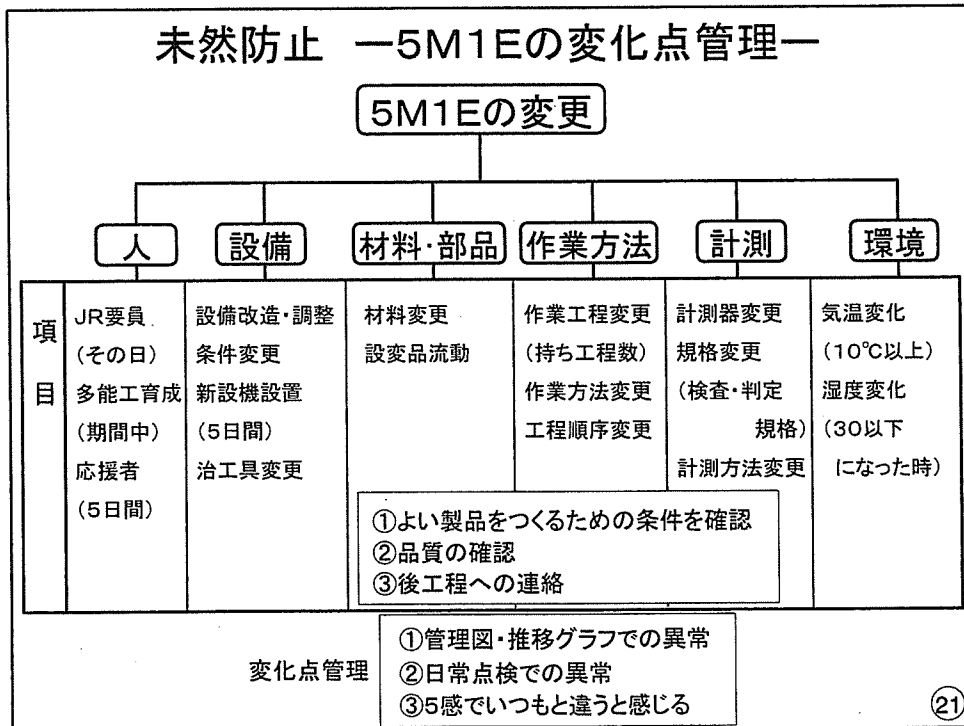 未然防止 ―5M1Eの変化点管理―
5M1Eの変更
人
設備
材料・部品
作業方法
計測
環境
項目
JR要員
(その日)
多能工育成
(期間中)
応援者
(5日間)
設備改造・調整
条件変更
新設機設置
(5日間)
治工具変更
材料変更
設変品流動
作業工程変更
(持ち工程数)
作業方法変更
工程順序変更
計測器変更
規格変更
(検査・判定
規格)
計測方法変更
気温変化
(10℃以上)
湿度変化
(30以下
になった時)
①よい製品をつくるための条件を確認
②品質の確認
③後工程への連絡
変化点管理
①管理図・推移グラフでの異常
②日常点検での異常
③5感でいつもと違うと感じる
21